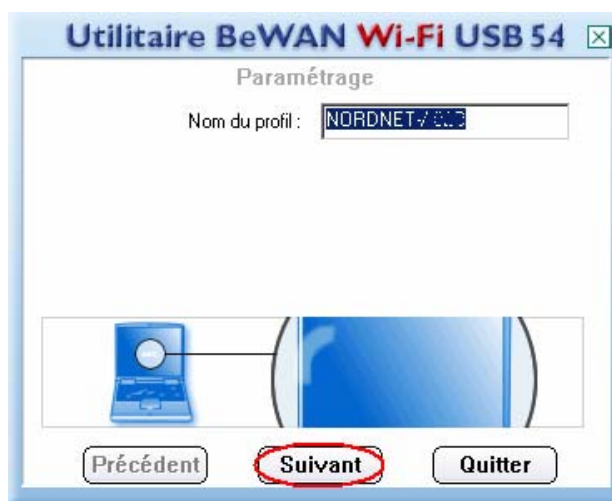 Utilitaire BeWAN Wi-Fi USB 54
Paramétrage
Nom du profil :
Précédent Suivant Quitter